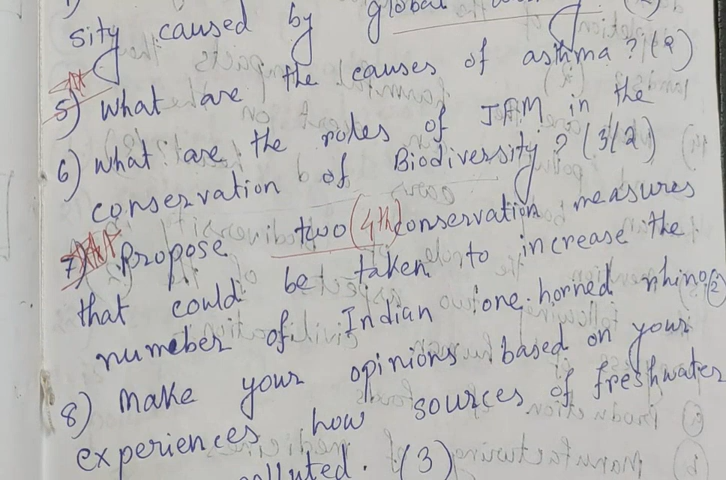 sity caused by global
5) What are the causes of asthma? (2)
6) What are the roles of JFM in the
conservation of Biodiversity? (3/2)
7) Propose two (4th) conservation measures
that could be taken to increase the
number of Indian one-horned rhino (2
8) Make your opinions based on your
experiences how sources of freshwater
polluted. (3)